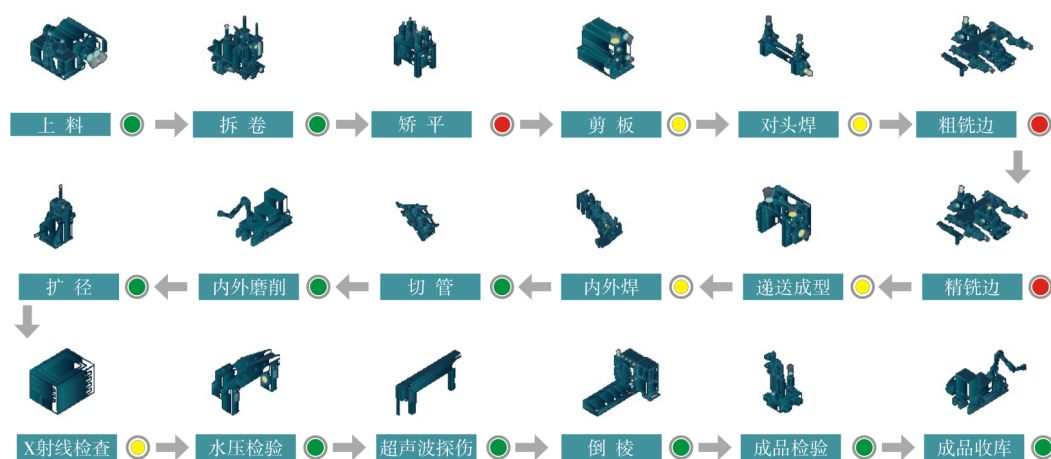 上料
拆卷
矫平
剪板
对头焊
粗铣边
扩径
内外磨削
切管
内外焊
递送成型
精铣边
X射线检查
水压检验
超声波探伤
倒棱
成品检验
成品收库